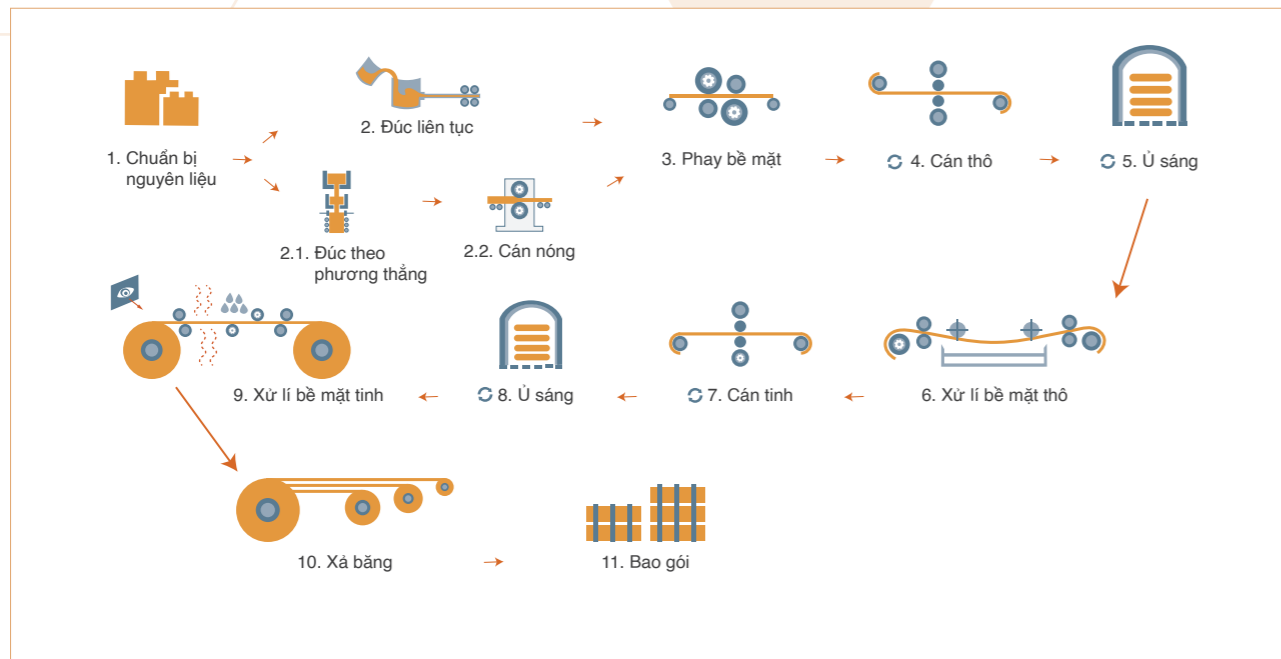 1. Chuẩn bị
nguyên liệu
2. Đúc liên tục
2.1. Đúc theo
phương thẳng
2.2. Cán nóng
3. Phay bề mặt
4. Cán thô
5. Ủ sáng
6. Xử lí bề mặt thô
7. Cán tinh
8. Ủ sáng
9. Xử lí bề mặt tinh
10. Xả băng
11. Bao gói